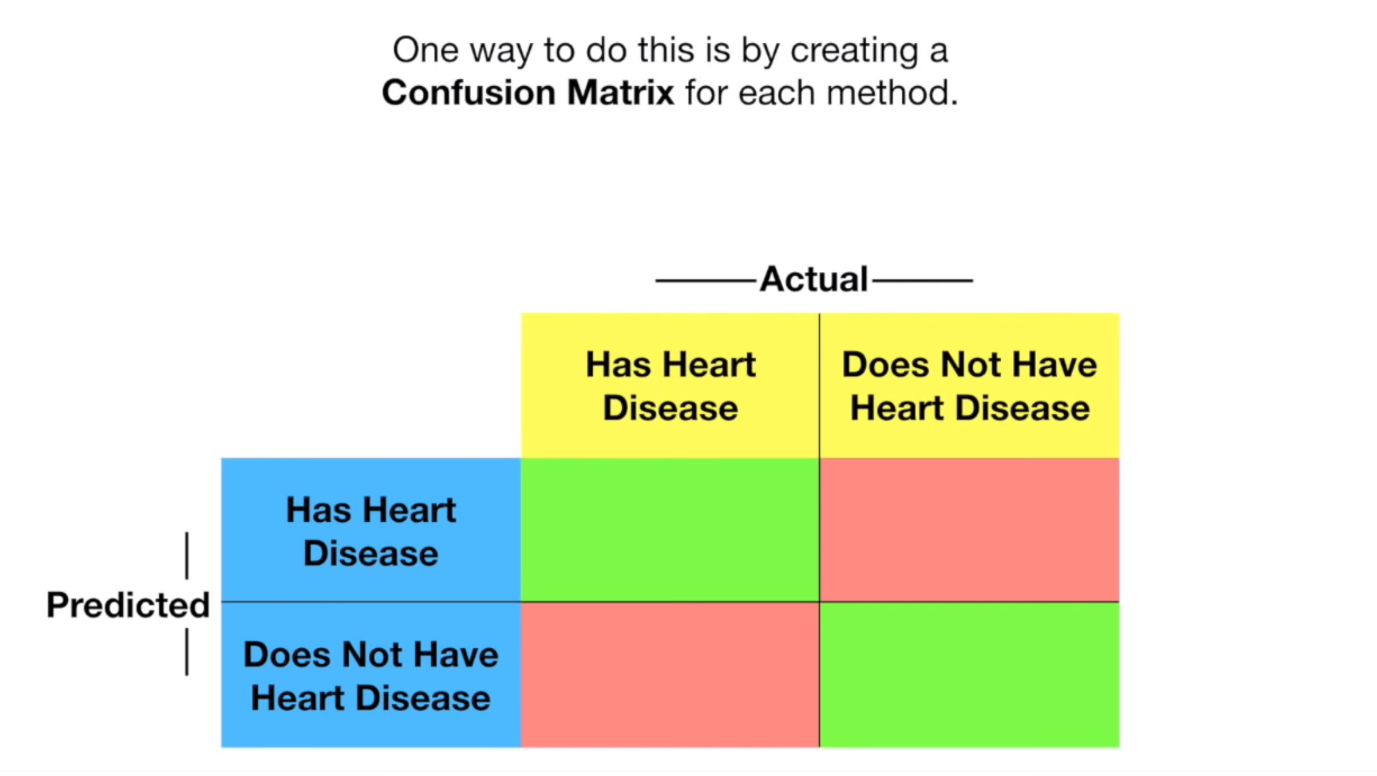 One way to do this is by creating a
Confusion Matrix for each method.
Actual
Has Heart
Disease
Does Not Have
Heart Disease
Predicted
Has Heart
Disease
Does Not Have
Heart Disease